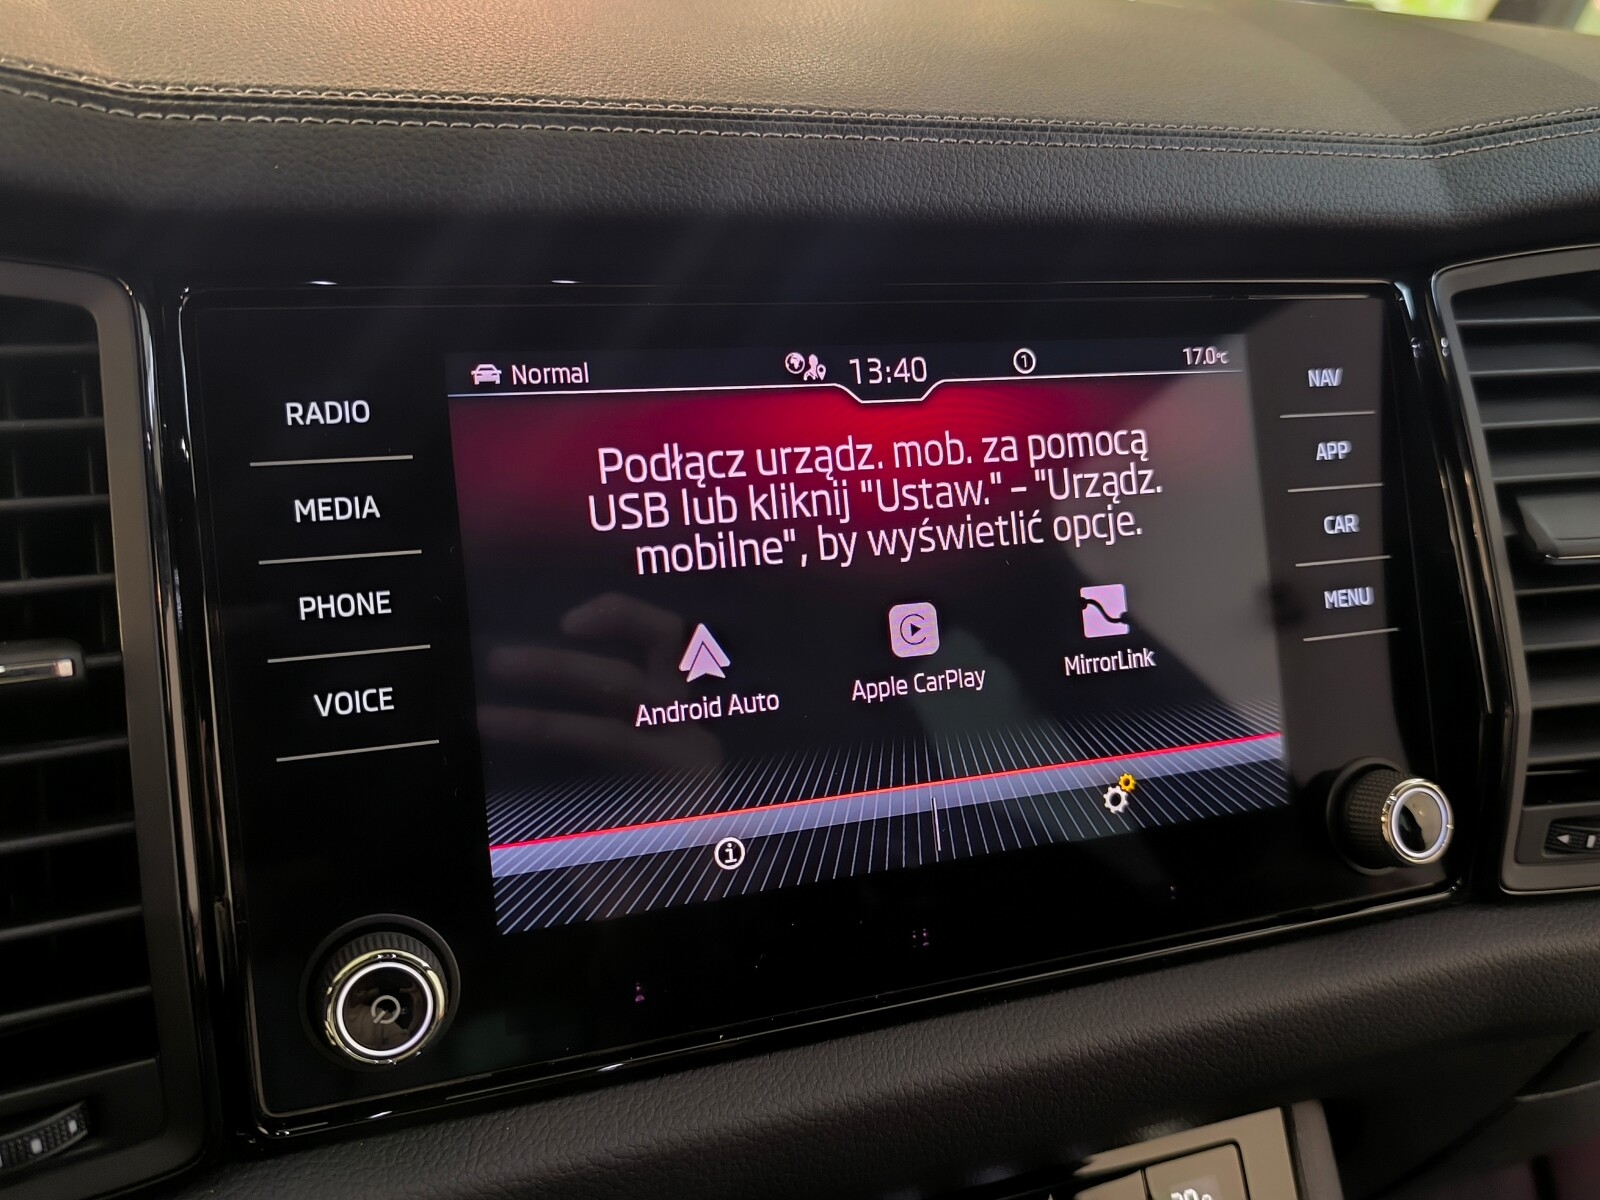 Normal
13:40
1
17.0°C
RADIO
MEDIA
PHONE
VOICE
Podłącz urządz. mob. za pomocą
USB lub kliknij "Ustaw." - "Urządz.
mobilne", by wyświetlić opcje.
Android Auto
Apple CarPlay
MirrorLink
NAV
APP
CAR
MENU